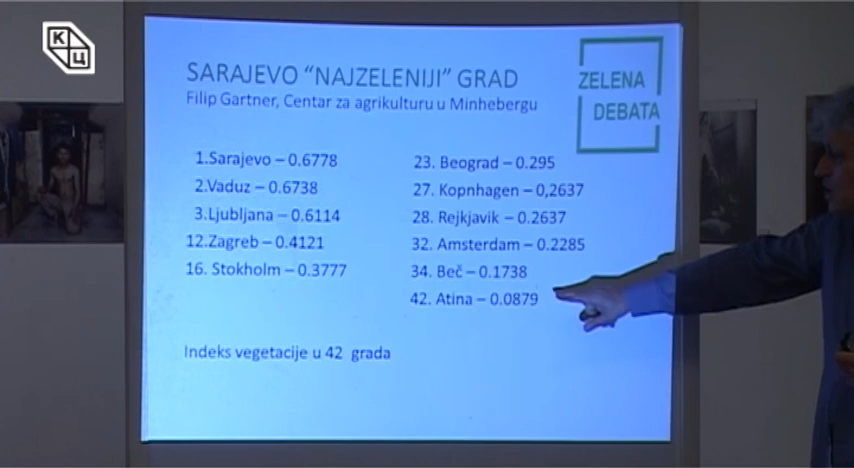 КЦ
SARAJEVO “NAJZELENIJI” GRAD
Filip Gartner, Centar za agrikulturu u Minhebergu
ZELENA
DEBATA
1.Sarajevo – 0.6778
2.Vaduz – 0.6738
3.Ljubljana – 0.6114
12.Zagreb – 0.4121
16. Stokholm – 0.3777
23. Beograd – 0.295
27. Kopnhagen – 0,2637
28. Rejkjavik – 0.2637
32. Amsterdam – 0.2285
34. Beč – 0.1738
42. Atina – 0.0879
Indeks vegetacije u 42 grada